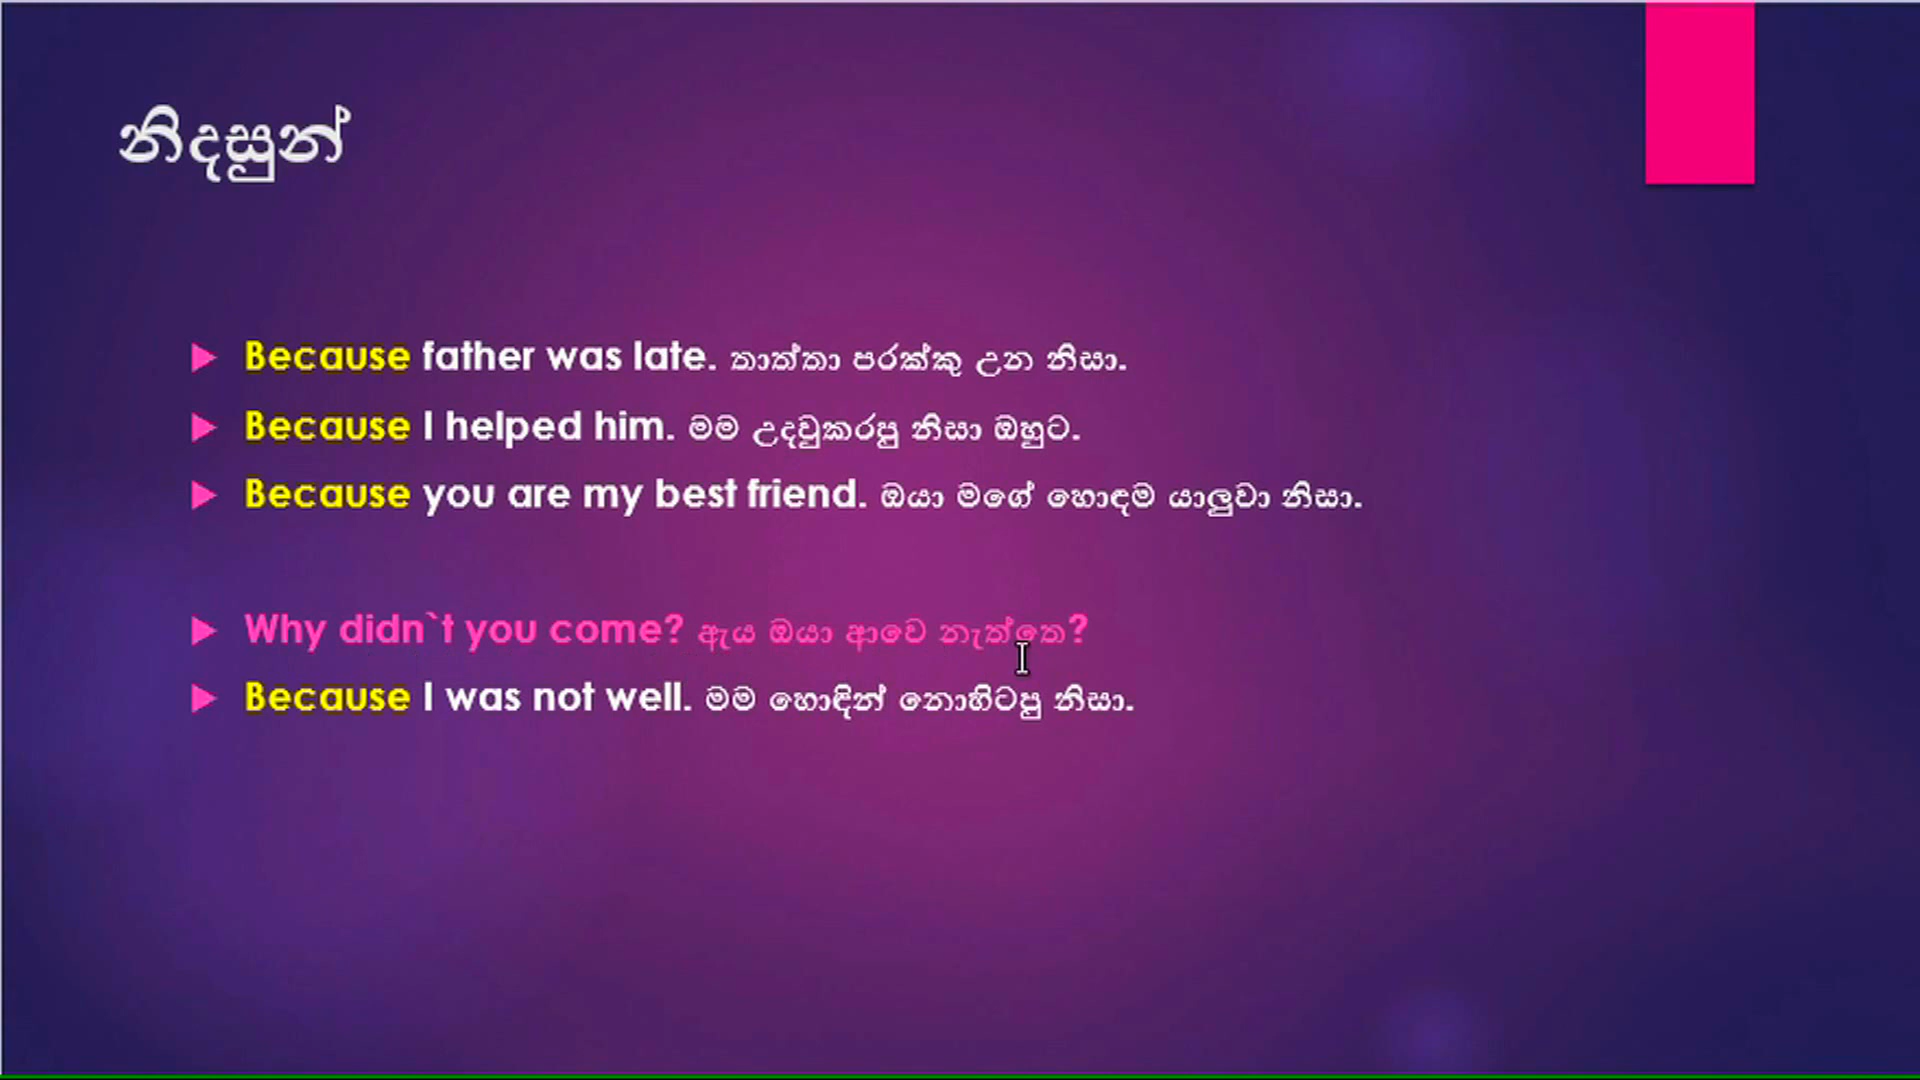 නිදසුන්
Because father was late. තාත්තා පරක්කු උන නිසා.
Because I helped him. මම උදවුකරපු නිසා ඔහුට.
Because you are my best friend. ඔයා මගේ හොඳම යාලුවා නිසා.
Why didn`t you come? ඇය ඔයා ආවෙ නැත්තෙ?
Because I was not well. මම හොඳින් නොහිටපු නිසා.